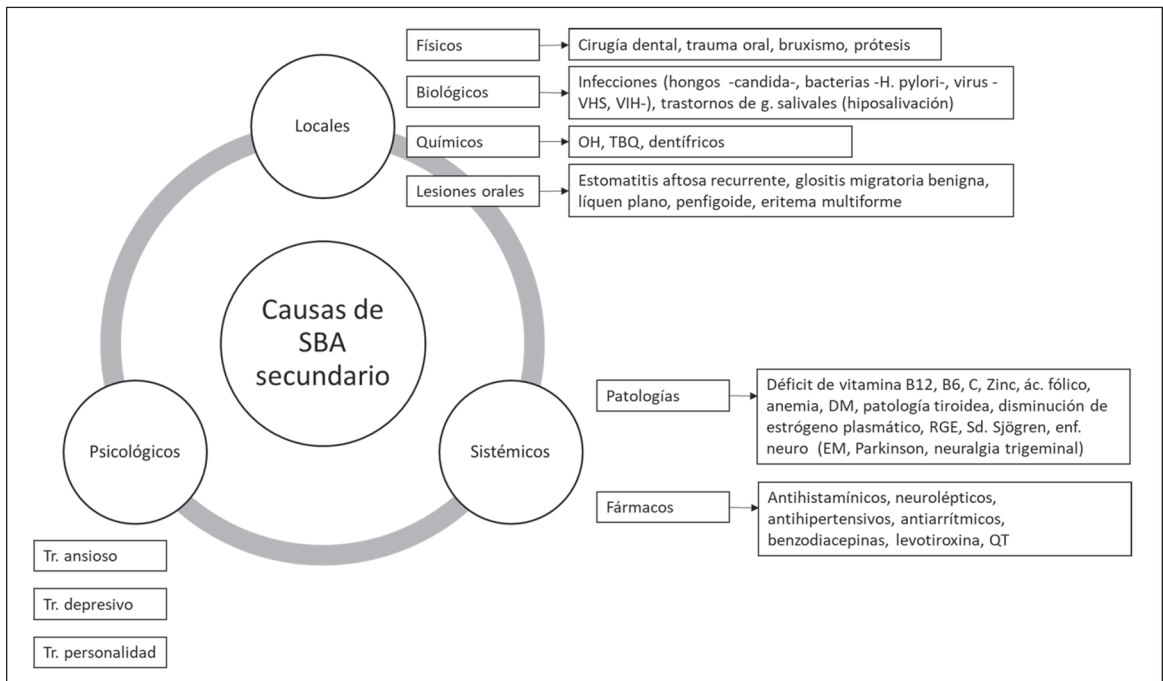 Físicos
Cirugía dental, trauma oral, bruxismo, prótesis
Biológicos
Infecciones (hongos -candida-, bacterias -H. pylori-, virus -
VHS, VIH-), trastornos de g. salivales (hiposalivación)
Locales
Químicos
OH, TBQ, dentífricos
Lesiones orales
Estomatitis aftosa recurrente, glositis migratoria benigna,
líquen plano, penfigoide, eritema multiforme
Causas de
SBA
secundario
Psicológicos
Sistémicos
Patologías
Déficit de vitamina B12, B6, C, Zinc, ác. fólico,
anemia, DM, patología tiroidea, disminución de
estrógeno plasmático, RGE, Sd. Sjögren, enf.
neuro (EM, Parkinson, neuralgia trigeminal)
Fármacos
Antihistamínicos, neurolépticos,
antihipertensivos, antiarrítmicos,
benzodiacepinas, levotiroxina, QT
Tr. ansioso
Tr. depresivo
Tr. personalidad